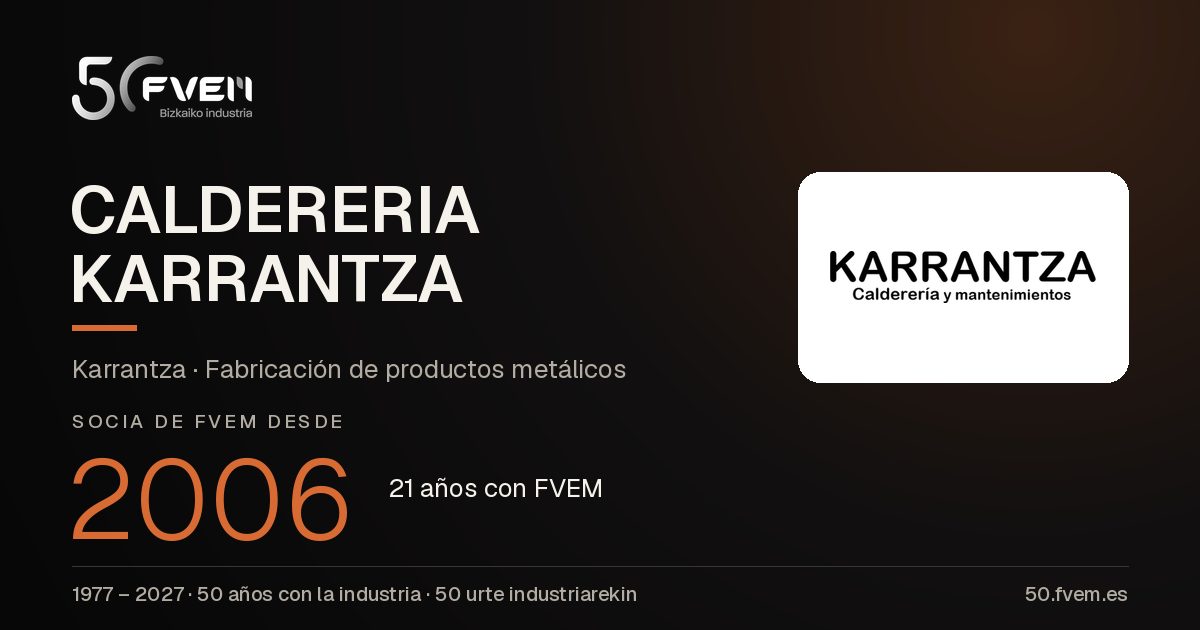 50 FVEM
Bizkaiko industria
CALDERERIA
KARRANTZA
KARRANTZA
Calderería y mantenimientos
Karrantza · Fabricación de productos metálicos
SOCIA DE FVEM DESDE
2006
21 años con FVEM
1977 – 2027 · 50 años con la industria · 50 urte industriarekin
50.fvem.es